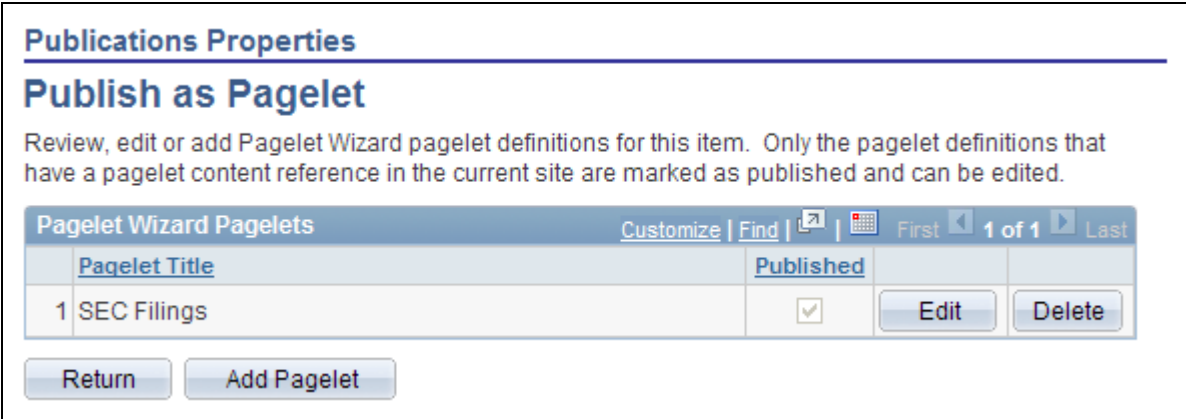 Publications Properties
Publish as Pagelet
Review, edit or add Pagelet Wizard pagelet definitions for this item.  Only the pagelet definitions that
have a pagelet content reference in the current site are marked as published and can be edited.
Pagelet Wizard Pagelets Customize | Find | | First 1 of 1 Last
Pagelet Title Published
1 SEC Filings Edit Delete
Return Add Pagelet